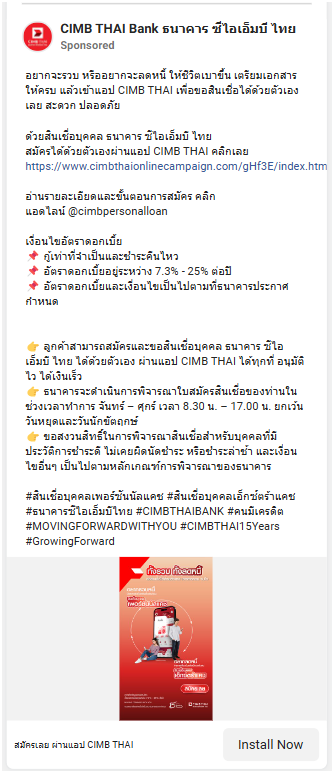 CIMB THAI Bank ธนาคาร ซีไอเอ็มบี ไทย
Sponsored
อยากจะรวบ หรืออยากจะลดหนี้ ให้ชีวิตเบาขึ้น เตรียมเอกสาร
ให้ครบ แล้วเข้าแอป CIMB THAI เพื่อขอสินเชื่อได้ด้วยตัวเอง
เลย สะดวก ปลอดภัย
ด้วยสินเชื่อบุคคล ธนาคาร ซีไอเอ็มบี ไทย
สมัครได้ด้วยตัวเองผ่านแอป CIMB THAI คลิกเลย
https://www.cimbthaionlinecampaign.com/gHf3E/index.htm
อ่านรายละเอียดและขั้นตอนการสมัคร คลิก
แอดไลน์ @cimbpersonalloan
เงื่อนไขอัตราดอกเบี้ย
📌 กู้เท่าที่จำเป็นและชำระคืนไหว
📌 อัตราดอกเบี้ยอยู่ระหว่าง 7.3% - 25% ต่อปี
📌 อัตราดอกเบี้ยและเงื่อนไขเป็นไปตามที่ธนาคารประกาศ
กำหนด
👉 ลูกค้าสามารถสมัครและขอสินเชื่อบุคคล ธนาคาร ซีไอ
เอ็มบี ไทย ได้ด้วยตัวเอง ผ่านแอป CIMB THAI ได้ทุกที่ อนุมัติ
ไว ได้เงินเร็ว
👉 ธนาคารจะดำเนินการพิจารณาใบสมัครสินเชื่อของท่านใน
ช่วงเวลาทำการ จันทร์ – ศุกร์ เวลา 8.30 น. – 17.00 น. ยกเว้น
วันหยุดและวันนักขัตฤกษ์
👉 ขอสงวนสิทธิ์ในการพิจารณาสินเชื่อสำหรับบุคคลที่มี
ประวัติการชำระดี ไม่เคยผิดนัดชำระ หรือชำระล่าช้า และเงื่อน
ไขอื่นๆ เป็นไปตามหลักเกณฑ์การพิจารณาของธนาคาร
#สินเชื่อบุคคลเพอร์ซันนัลแคช #สินเชื่อบุคคลเอ็กซ์ตร้าแคช
#ธนาคารซีไอเอ็มบีไทย #CIMBTHAIBANK #คนมีเครดิต
#MOVINGFORWARDWITHYOU #CIMBTHAI15Years
#GrowingForward
ทั้งรวบ ทั้งลดหนี้
สมัครเลย ผ่านแอป CIMB THAI
Install Now